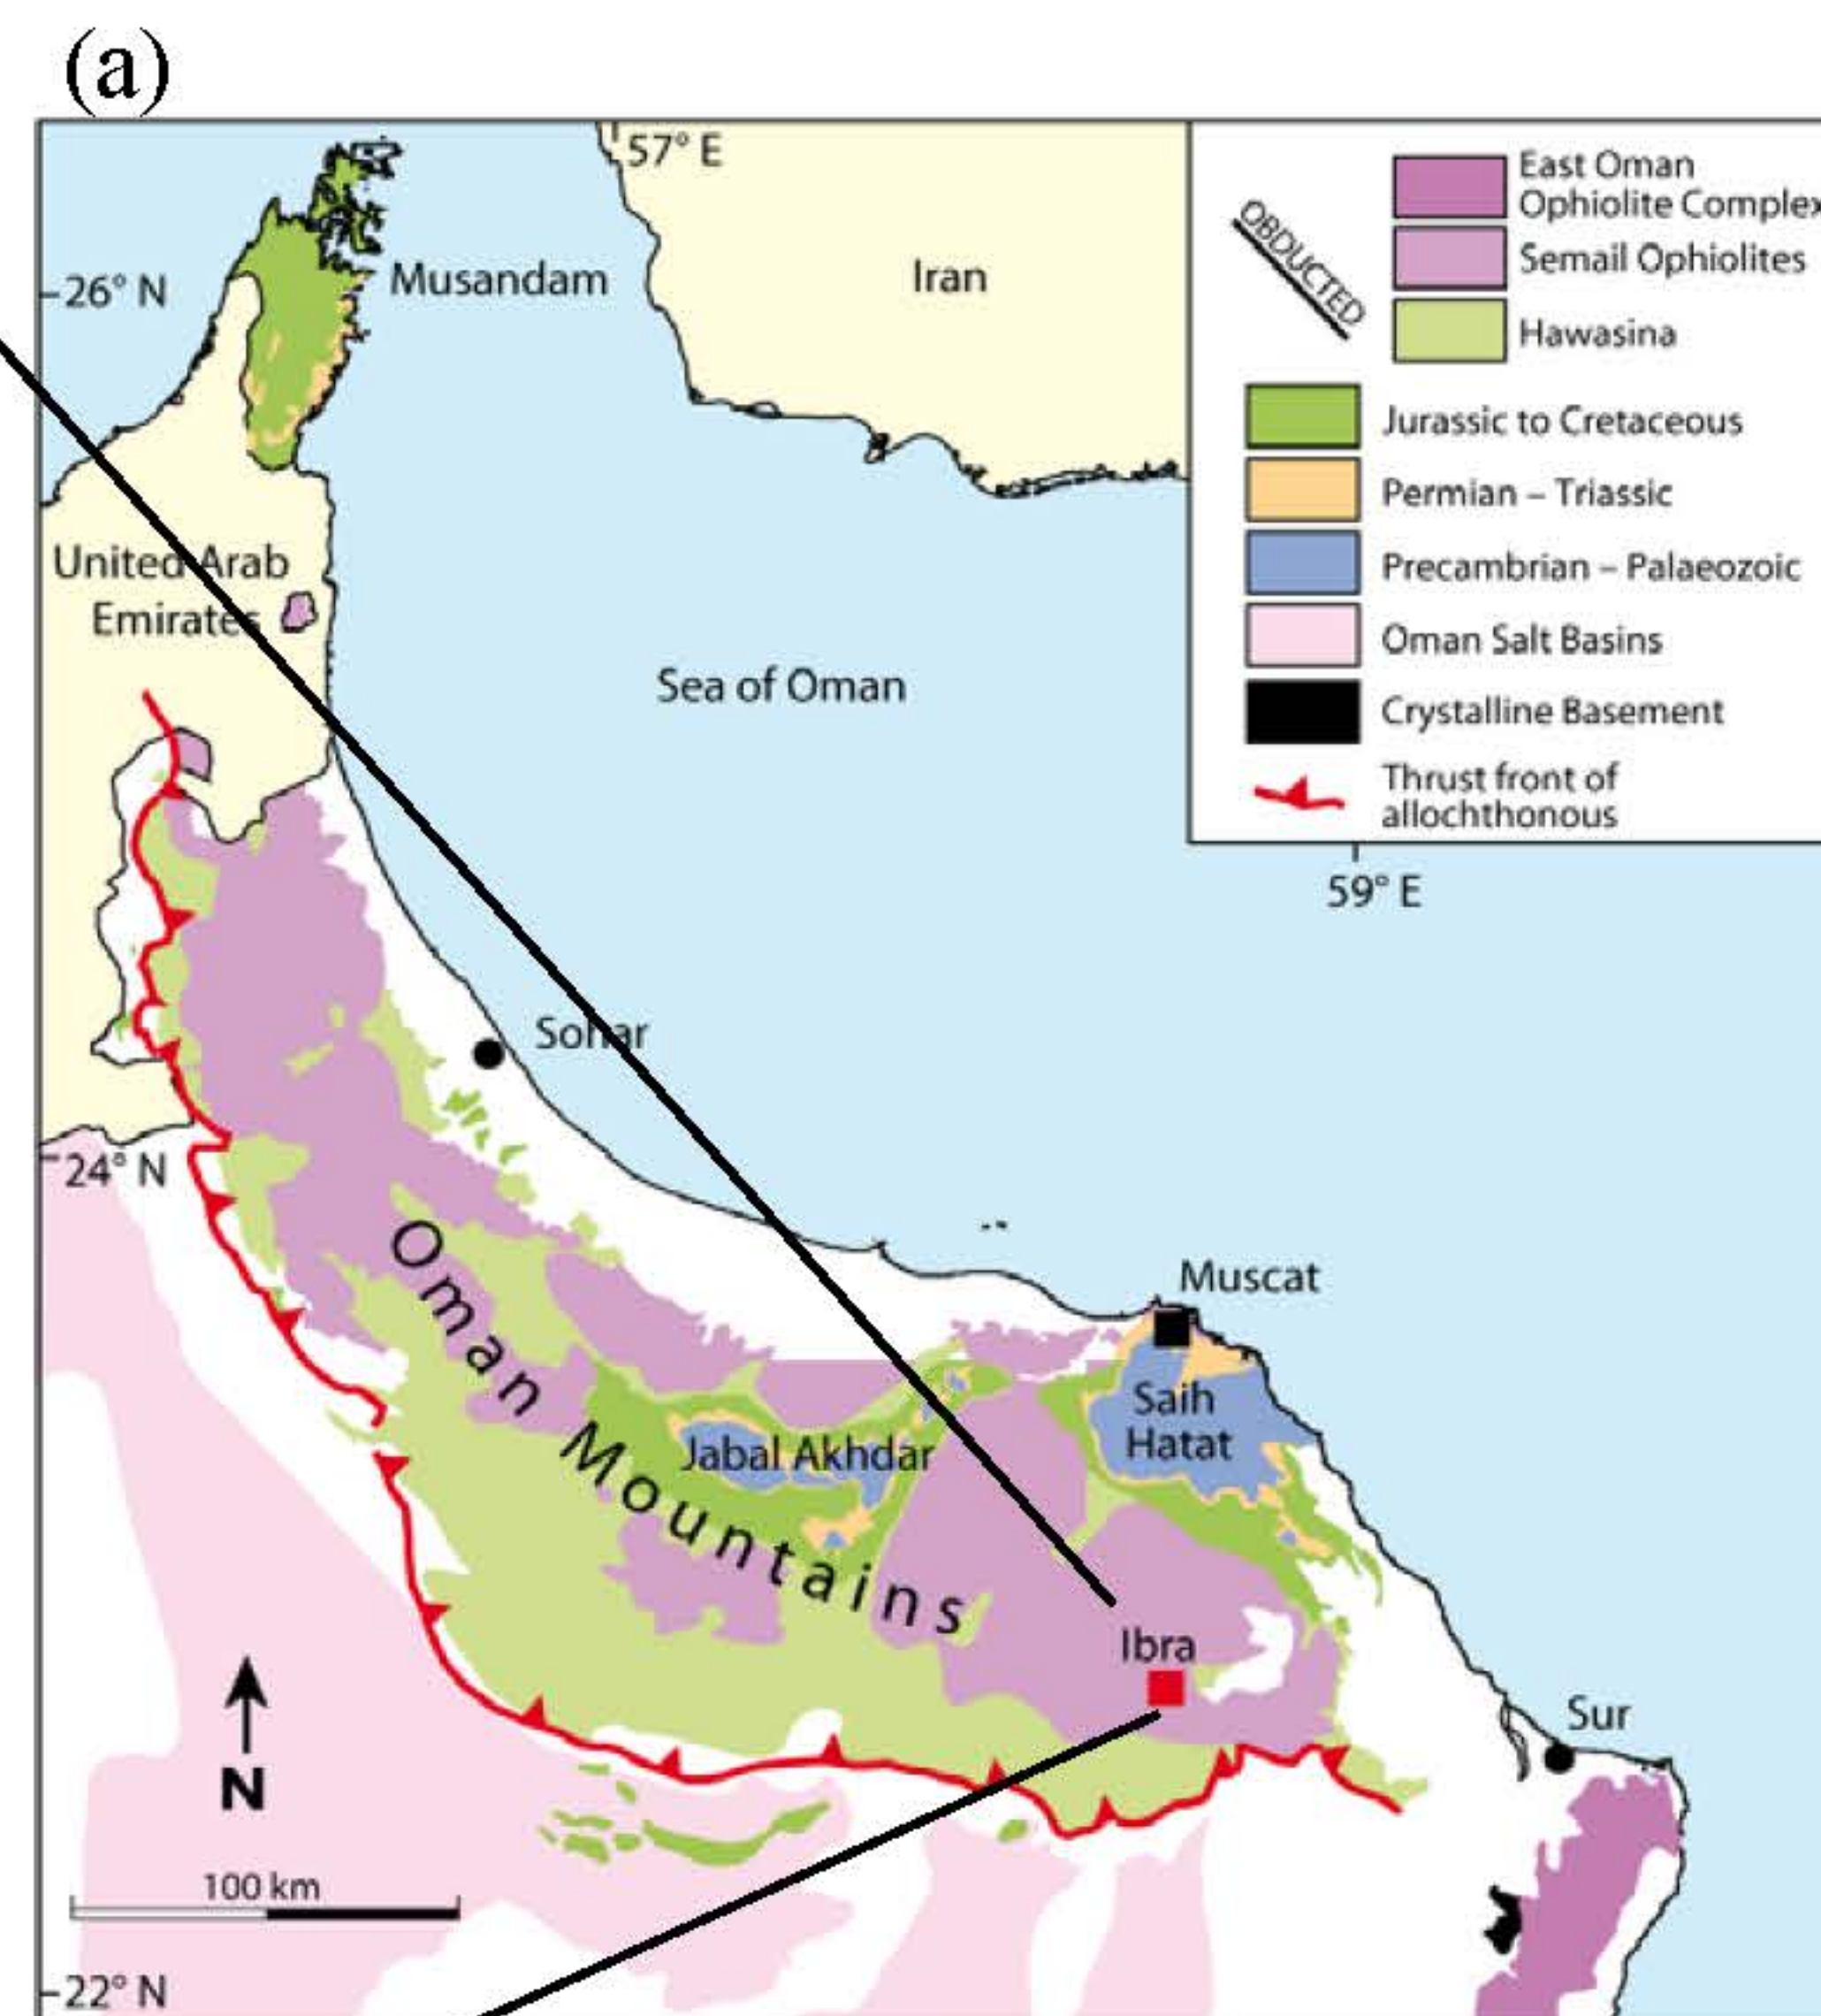 (a)
57° E
26° N
Musandam
Iran
OBDUCTED
East Oman
Ophiolite Complex
Semail Ophiolites
Hawasina
Jurassic to Cretaceous
Permian – Triassic
Precambrian – Palaeozoic
Oman Salt Basins
Crystalline Basement
Thrust front of
allochthonous
United Arab
Emirates
Sea of Oman
59° E
Sohar
24° N
Muscat
Oman Mountains
Saih
Hatat
Jabal Akhdar
Ibra
Sur
N
100 km
22° N